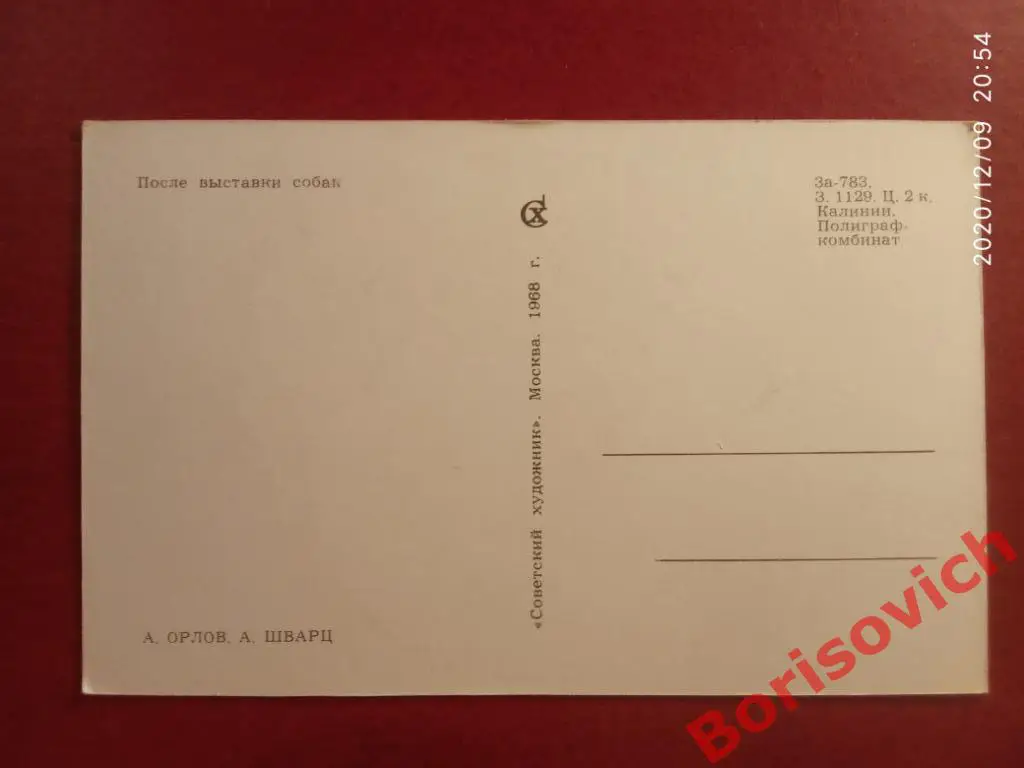 После выставки собак
За-783.
З. 1129. Ц. 2 к.
Калинин.
Полиграф-
комбинат
«Советский художник». Москва. 1968 г.
А. ОРЛОВ. А. ШВАРЦ
2020/12/09 20:54
Borisovich